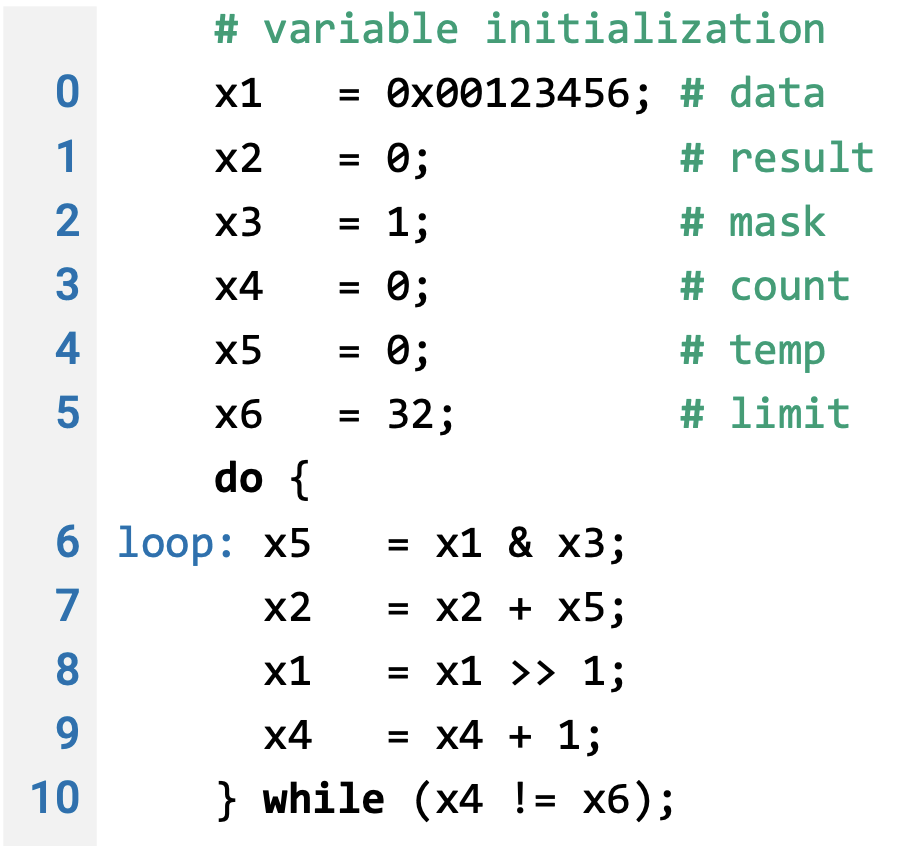 # variable initialization
0 x1 = 0x00123456; # data
1 x2 = 0; # result
2 x3 = 1; # mask
3 x4 = 0; # count
4 x5 = 0; # temp
5 x6 = 32; # limit
do {
6 loop: x5 = x1 & x3;
7 x2 = x2 + x5;
8 x1 = x1 >> 1;
9 x4 = x4 + 1;
10 } while (x4 != x6);